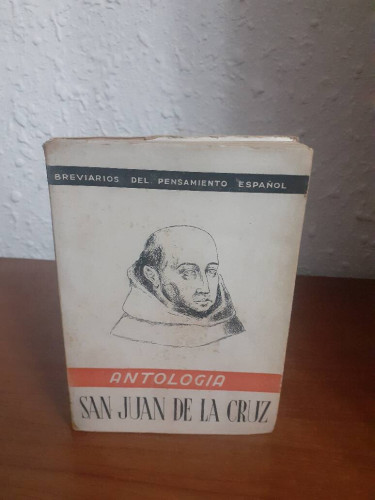 BREVIARIOS DEL PENSAMIENTO ESPAÑOL
ANTOLOGIA
SAN JUAN DE LA CRUZ